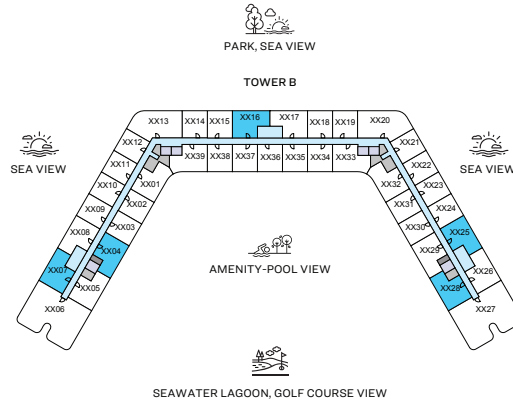 PARK, SEA VIEW
TOWER B
XX13 XX14 XX15 XX16 XX17 XX18 XX19 XX20
XX12 XX39 XX38 XX37 XX36 XX35 XX34 XX33 XX21
SEA VIEW XX11 XX01 XX32 XX22 SEA VIEW
XX10 XX02 XX31 XX23
XX09 XX03 XX30 XX24
XX08 XX04 XX29 XX25
XX07 XX05 XX28 XX26
XX06 XX27
AMENITY-POOL VIEW
SEAWATER LAGOON, GOLF COURSE VIEW